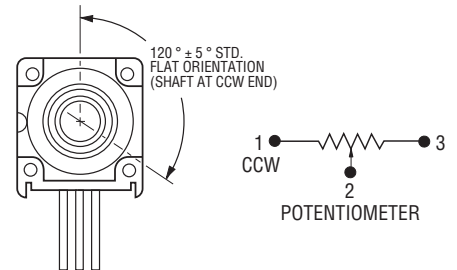 120 ° ± 5 ° STD.
FLAT ORIENTATION
(SHAFT AT CCW END)
1
3
CCW
2
POTENTIOMETER